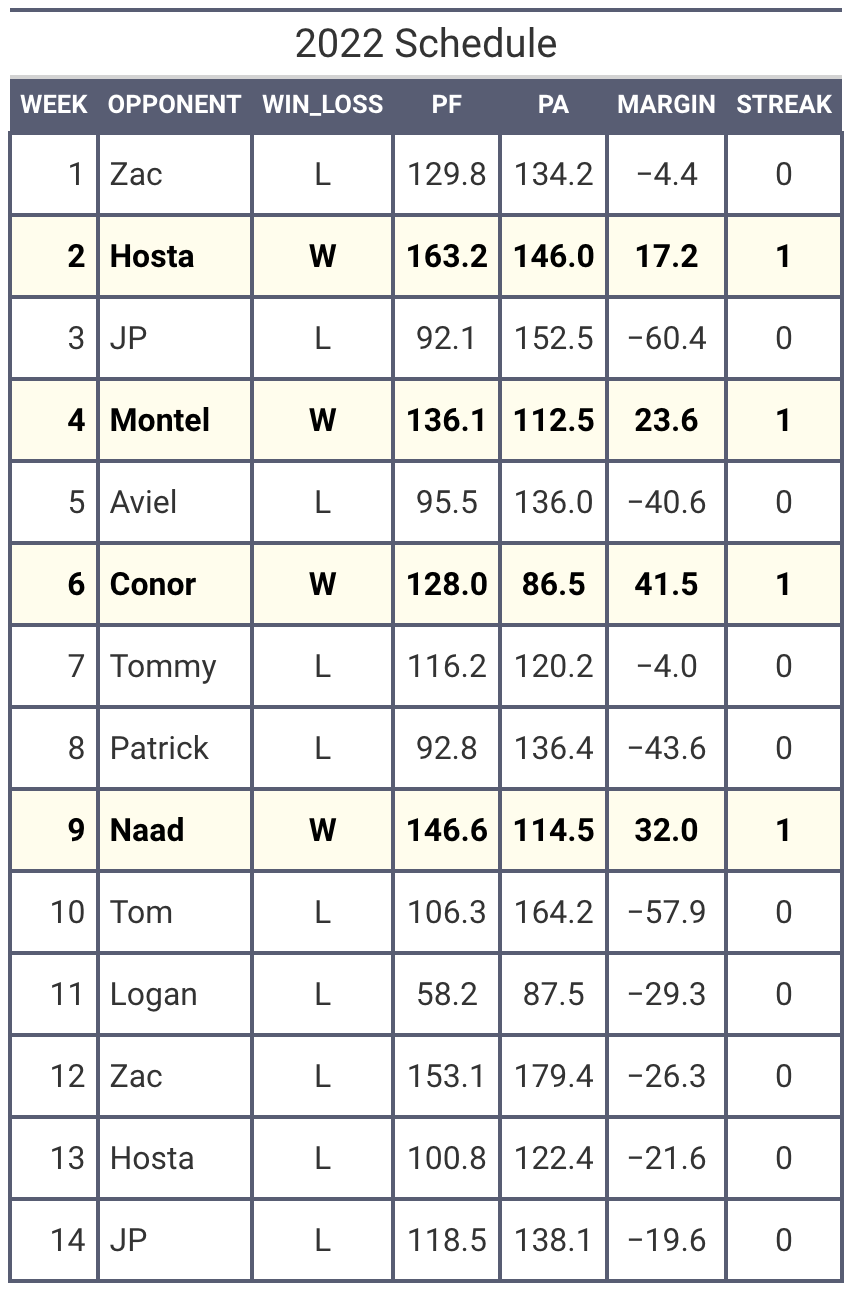 2022 Schedule
WEEK OPPONENT WIN_LOSS PF PA MARGIN STREAK
1 Zac L 129.8 134.2 −4.4 0
2 Hosta W 163.2 146.0 17.2 1
3 JP L 92.1 152.5 −60.4 0
4 Montel W 136.1 112.5 23.6 1
5 Aviel L 95.5 136.0 −40.6 0
6 Conor W 128.0 86.5 41.5 1
7 Tommy L 116.2 120.2 −4.0 0
8 Patrick L 92.8 136.4 −43.6 0
9 Naad W 146.6 114.5 32.0 1
10 Tom L 106.3 164.2 −57.9 0
11 Logan L 58.2 87.5 −29.3 0
12 Zac L 153.1 179.4 −26.3 0
13 Hosta L 100.8 122.4 −21.6 0
14 JP L 118.5 138.1 −19.6 0